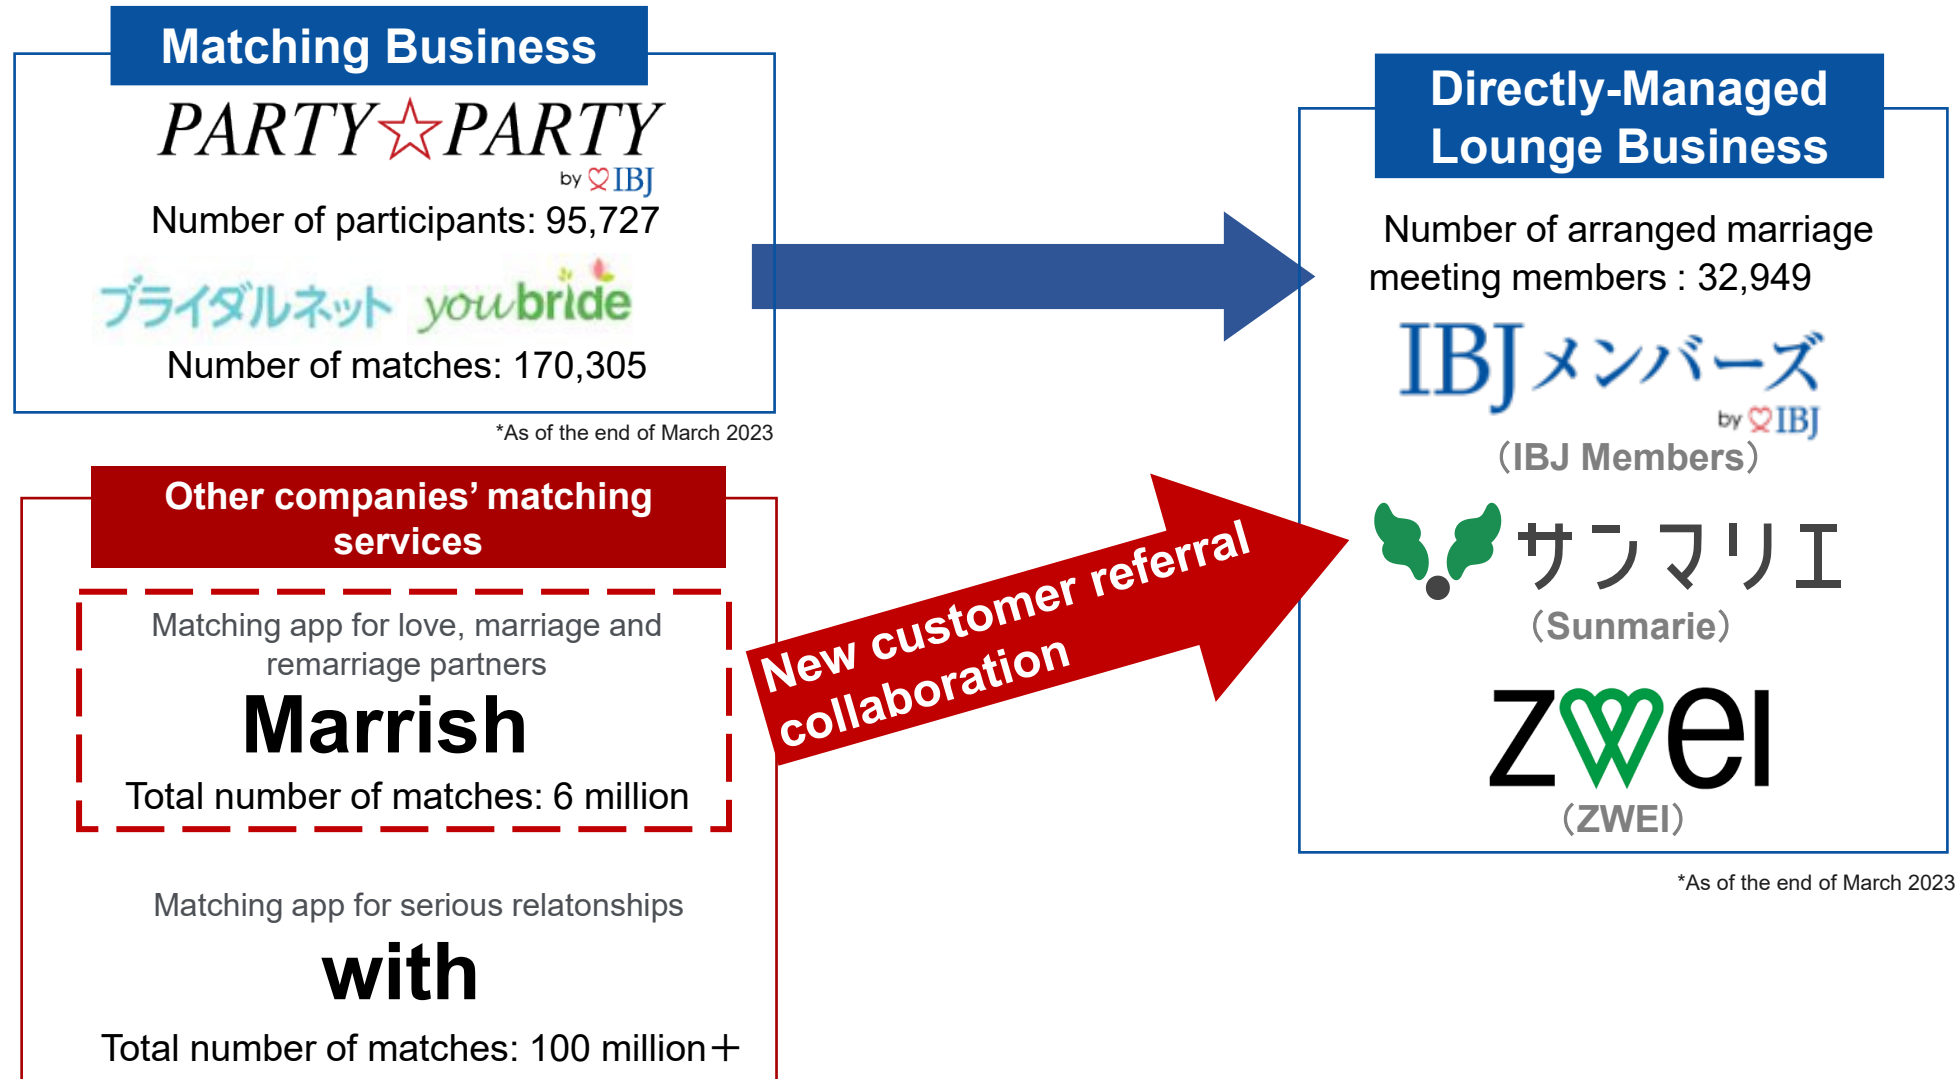 Matching Business
PARTY☆PARTY
by IBJ
Number of participants: 95,727
ブライダルネット youbride
Number of matches: 170,305
*As of the end of March 2023
Other companies’ matching
services
Matching app for love, marriage and
remarriage partners
Marrish
Total number of matches: 6 million
Matching app for serious relatonships
with
Total number of matches: 100 million＋
New customer referral
collaboration
Directly-Managed
Lounge Business
Number of arranged marriage
meeting members : 32,949
IBJメンバーズ
by IBJ
（IBJ Members）
サンマリエ
（Sunmarie）
zwei
（ZWEI）
*As of the end of March 2023